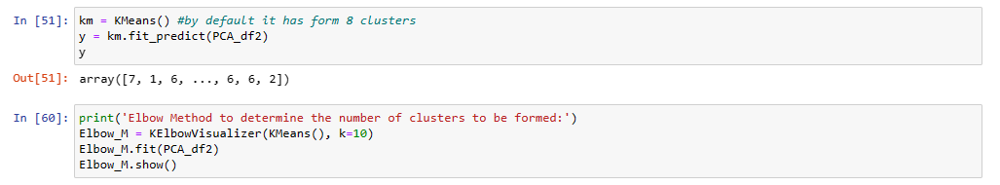 In [51]: km = KMeans() #by default it has form 8 clusters
y = km.fit_predict(PCA_df2)
y
Out[51]: array([7, 1, 6, ..., 6, 6, 2])
In [60]: print('Elbow Method to determine the number of clusters to be formed:')
Elbow_M = KElbowVisualizer(KMeans(), k=10)
Elbow_M.fit(PCA_df2)
Elbow_M.show()